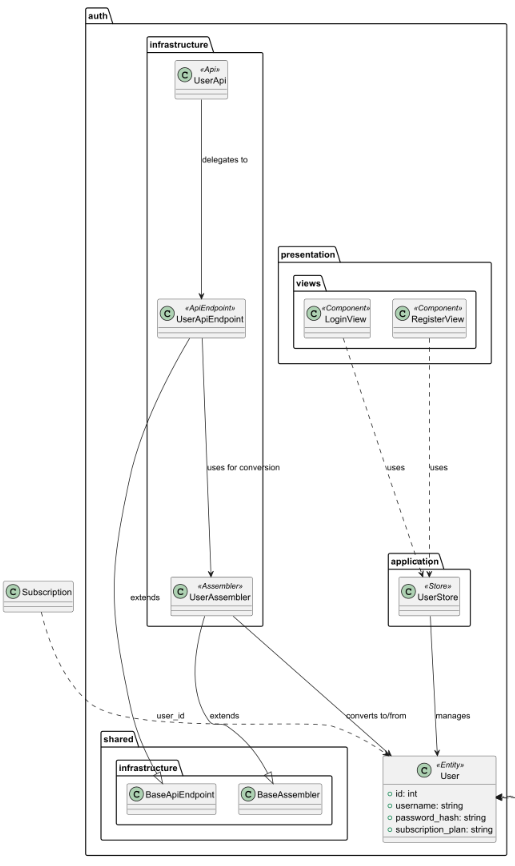 auth
infrastructure
C «Api»
UserApi
delegates to
C «ApiEndpoint»
UserApiEndpoint
presentation
views
C «Component»
LoginView
C «Component»
RegisterView
uses for conversion
uses
uses
application
C «Store»
UserStore
C «Assembler»
UserAssembler
C Subscription
extends
user_id
extends
converts to/from
manages
shared
infrastructure
C BaseApiEndpoint
C BaseAssembler
C «Entity»
User
id: int
username: string
password_hash: string
subscription_plan: string